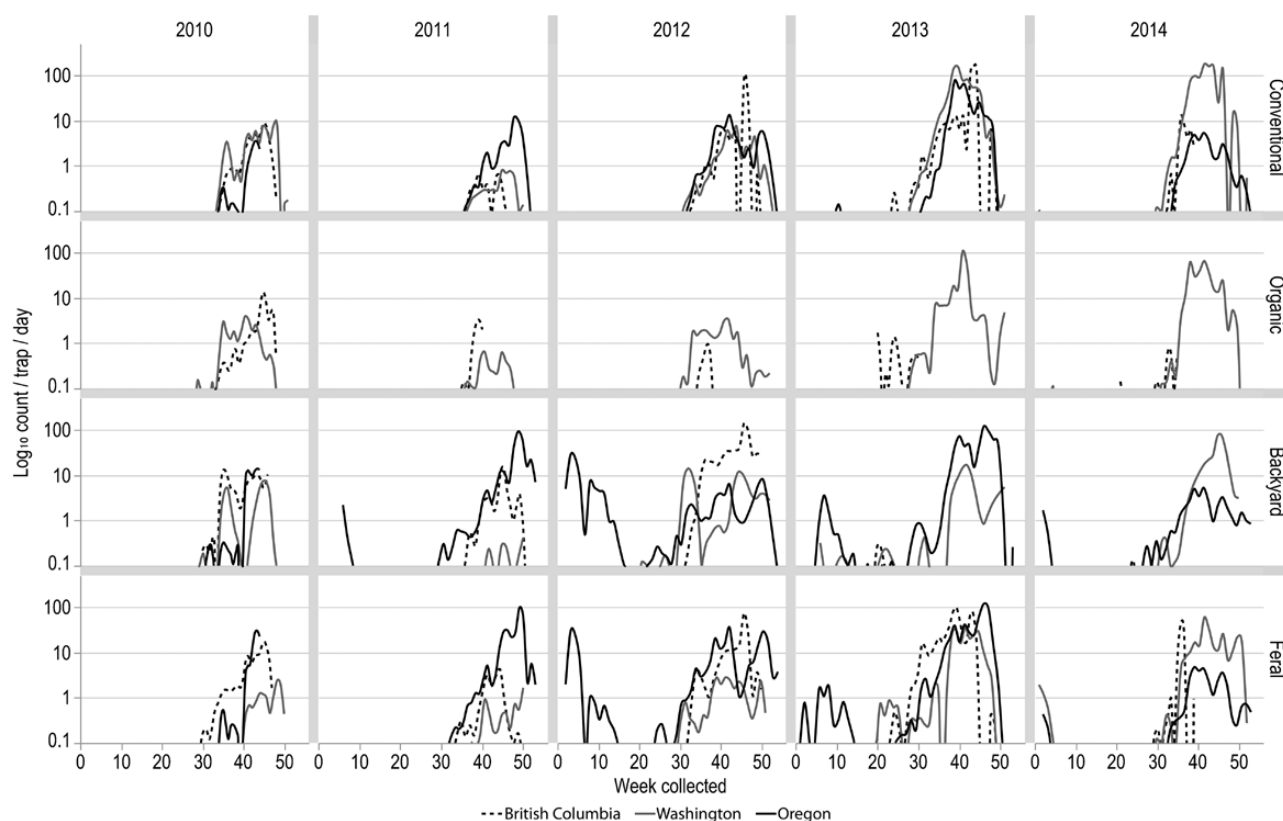 2010 2011 2012 2013 2014
100
10
1
0.1
Conventional
100
10
1
0.1
Organic
Log₁₀ count / trap / day
100
10
1
0.1
Backyard
100
10
1
0.1
Feral
0 10 20 30 40 50 0 10 20 30 40 50 0 10 20 30 40 50 0 10 20 30 40 50 0 10 20 30 40 50
Week collected
British Columbia Washington Oregon